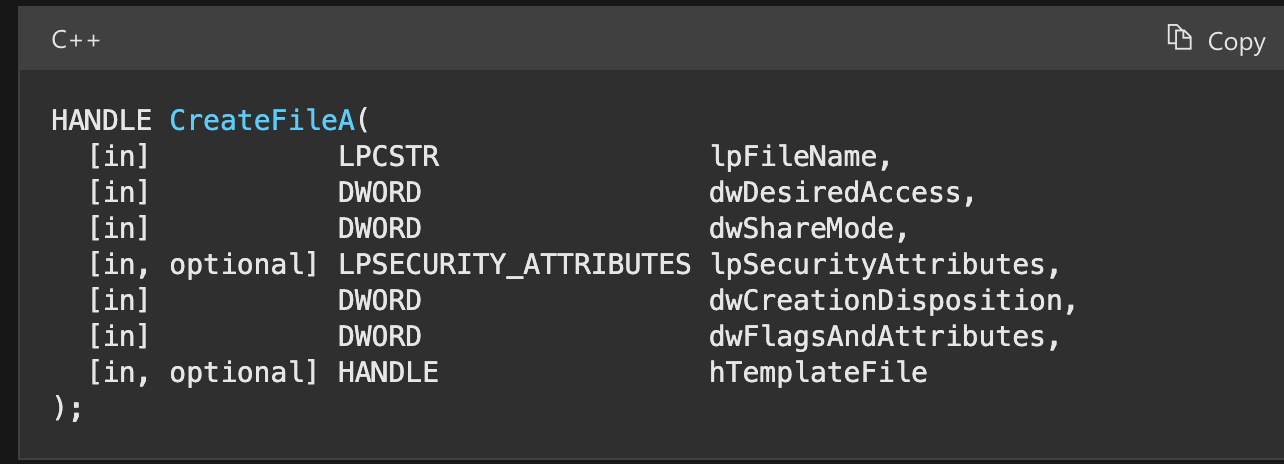 C++
Copy
HANDLE CreateFileA(
  [in]           LPCSTR                lpFileName,
  [in]           DWORD                 dwDesiredAccess,
  [in]           DWORD                 dwShareMode,
  [in, optional] LPSECURITY_ATTRIBUTES lpSecurityAttributes,
  [in]           DWORD                 dwCreationDisposition,
  [in]           DWORD                 dwFlagsAndAttributes,
  [in, optional] HANDLE                hTemplateFile
);